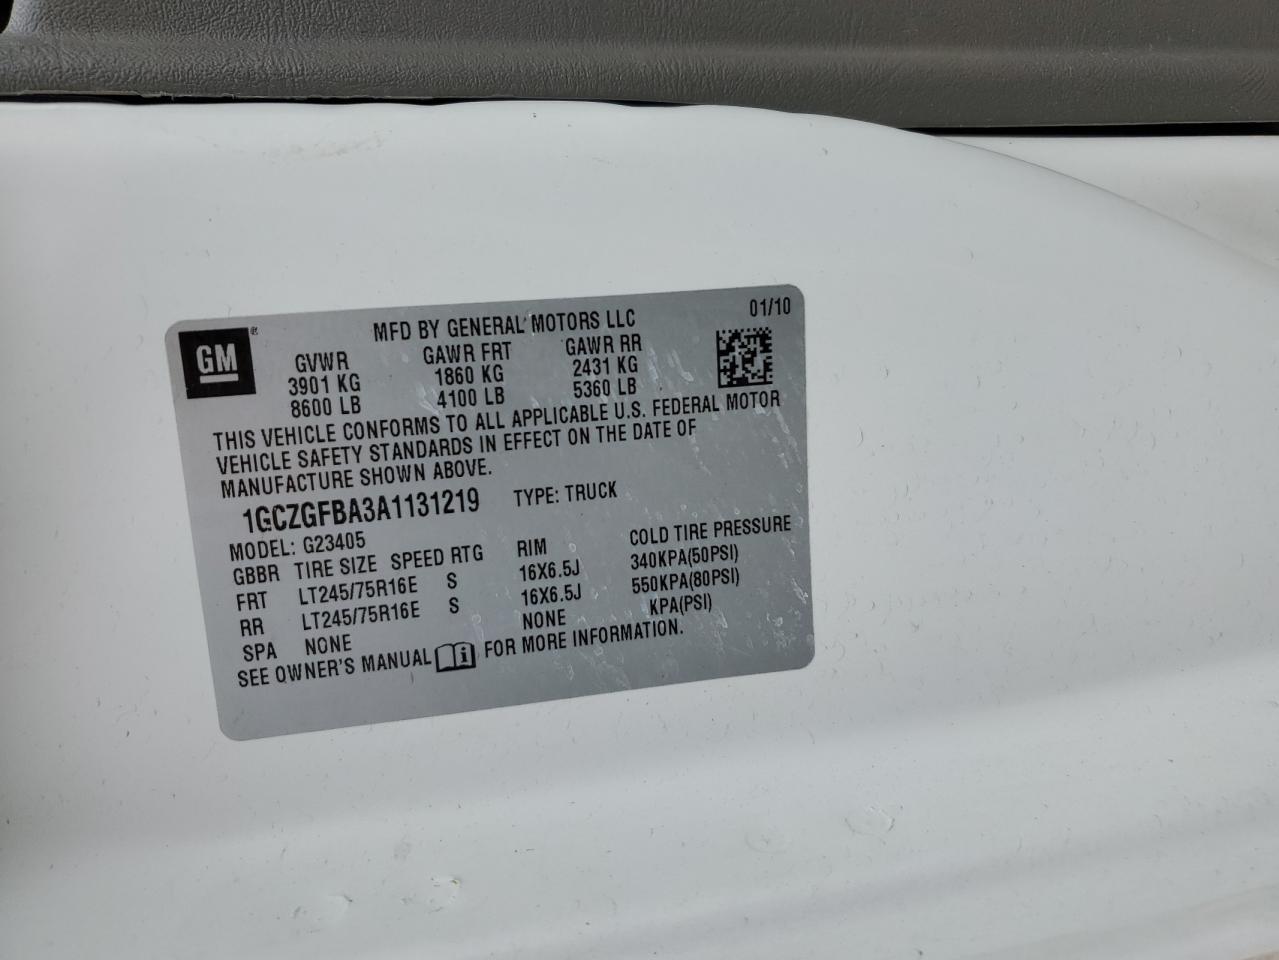 GM ®
MFD BY GENERAL MOTORS LLC 01/10
GVWR GAWR FRT GAWR RR
3901 KG 1860 KG 2431 KG
8600 LB 4100 LB 5360 LB
THIS VEHICLE CONFORMS TO ALL APPLICABLE U.S. FEDERAL MOTOR
VEHICLE SAFETY STANDARDS IN EFFECT ON THE DATE OF
MANUFACTURE SHOWN ABOVE.
1GCZGFBA3A1131219 TYPE: TRUCK
MODEL: G23405
GBBR TIRE SIZE SPEED RTG RIM COLD TIRE PRESSURE
FRT LT245/75R16E S 16X6.5J 340KPA(50PSI)
RR LT245/75R16E S 16X6.5J 550KPA(80PSI)
SPA NONE NONE KPA(PSI)
SEE OWNER'S MANUAL i FOR MORE INFORMATION.